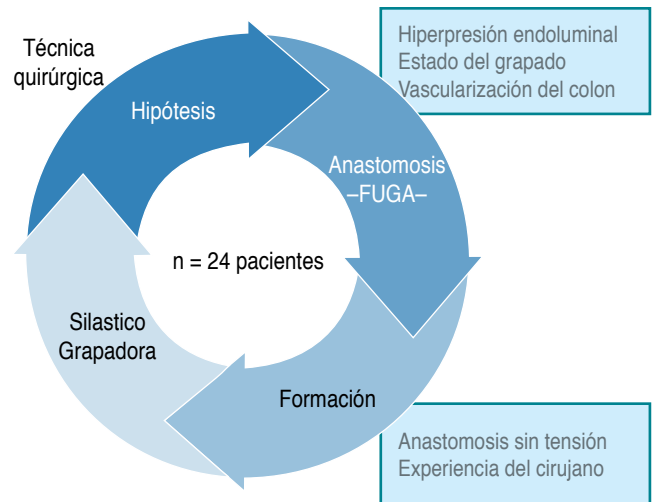 Técnica
quirúrgica
Hipótesis
Hiperpresión endoluminal
Estado del grapado
Vascularización del colon
Anastomosis
–FUGA–
n = 24 pacientes
Silastico
Grapadora
Formación
Anastomosis sin tensión
Experiencia del cirujano